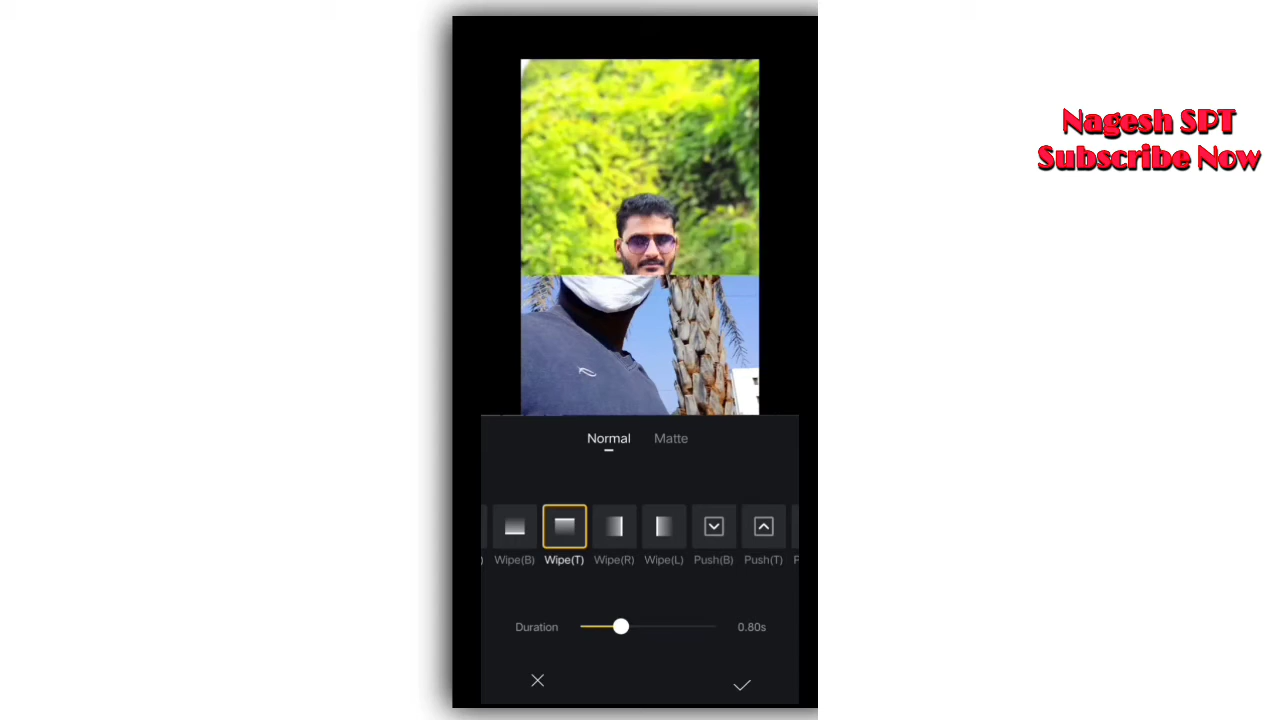 Nagesh SPT
Subscribe Now
Normal Matte
) Wipe(B) Wipe(T) Wipe(R) Wipe(L) Push(B) Push(T) P
Duration 0.80s